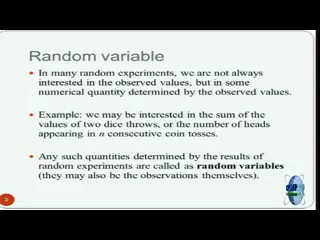 Random variable
In many random experiments, we are not always
interested in the observed values, but in some
numerical quantity determined by the observed values.
Example: we may be interested in the sum of the
values of two dice throws, or the number of heads
appearing in n consecutive coin tosses.
Any such quantities determined by the results of
random experiments are called as random variables
(they may also be the observations themselves).
3